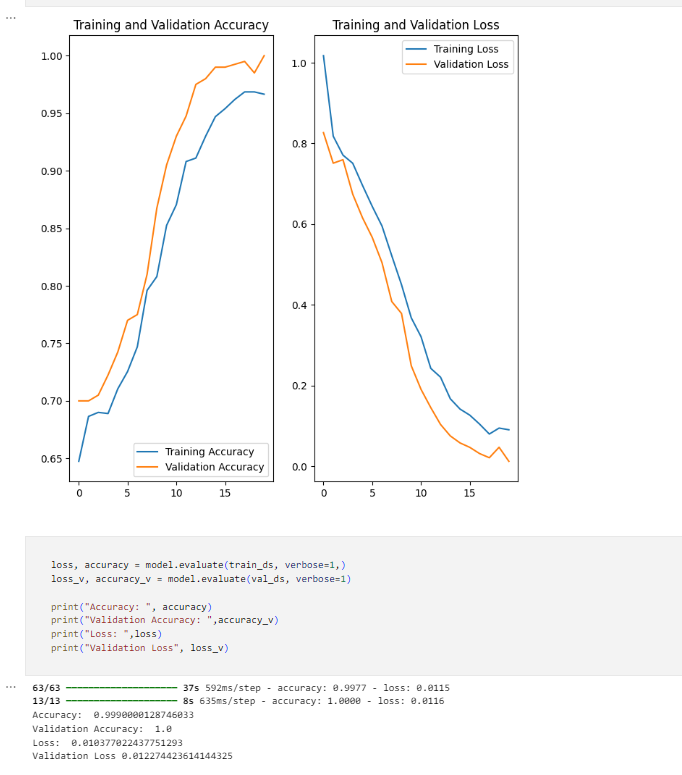 ...
Training and Validation Accuracy
1.00
0.95
0.90
0.85
0.80
0.75
0.70
0.65
0 5 10 15
Training Accuracy
Validation Accuracy
Training and Validation Loss
1.0
0.8
0.6
0.4
0.2
0.0
0 5 10 15
Training Loss
Validation Loss
loss, accuracy = model.evaluate(train_ds, verbose=1,)
loss_v, accuracy_v = model.evaluate(val_ds, verbose=1)
print("Accuracy: ", accuracy)
print("Validation Accuracy: ",accuracy_v)
print("Loss: ",loss)
print("Validation Loss", loss_v)
...
63/63 ━━━━━━━━━━━━━━━━━━━━ 37s 592ms/step - accuracy: 0.9977 - loss: 0.0115
13/13 ━━━━━━━━━━━━━━━━━━━━ 8s 635ms/step - accuracy: 1.0000 - loss: 0.0116
Accuracy:  0.9990000128746033
Validation Accuracy:  1.0
Loss:  0.010377022437751293
Validation Loss 0.012274423614144325